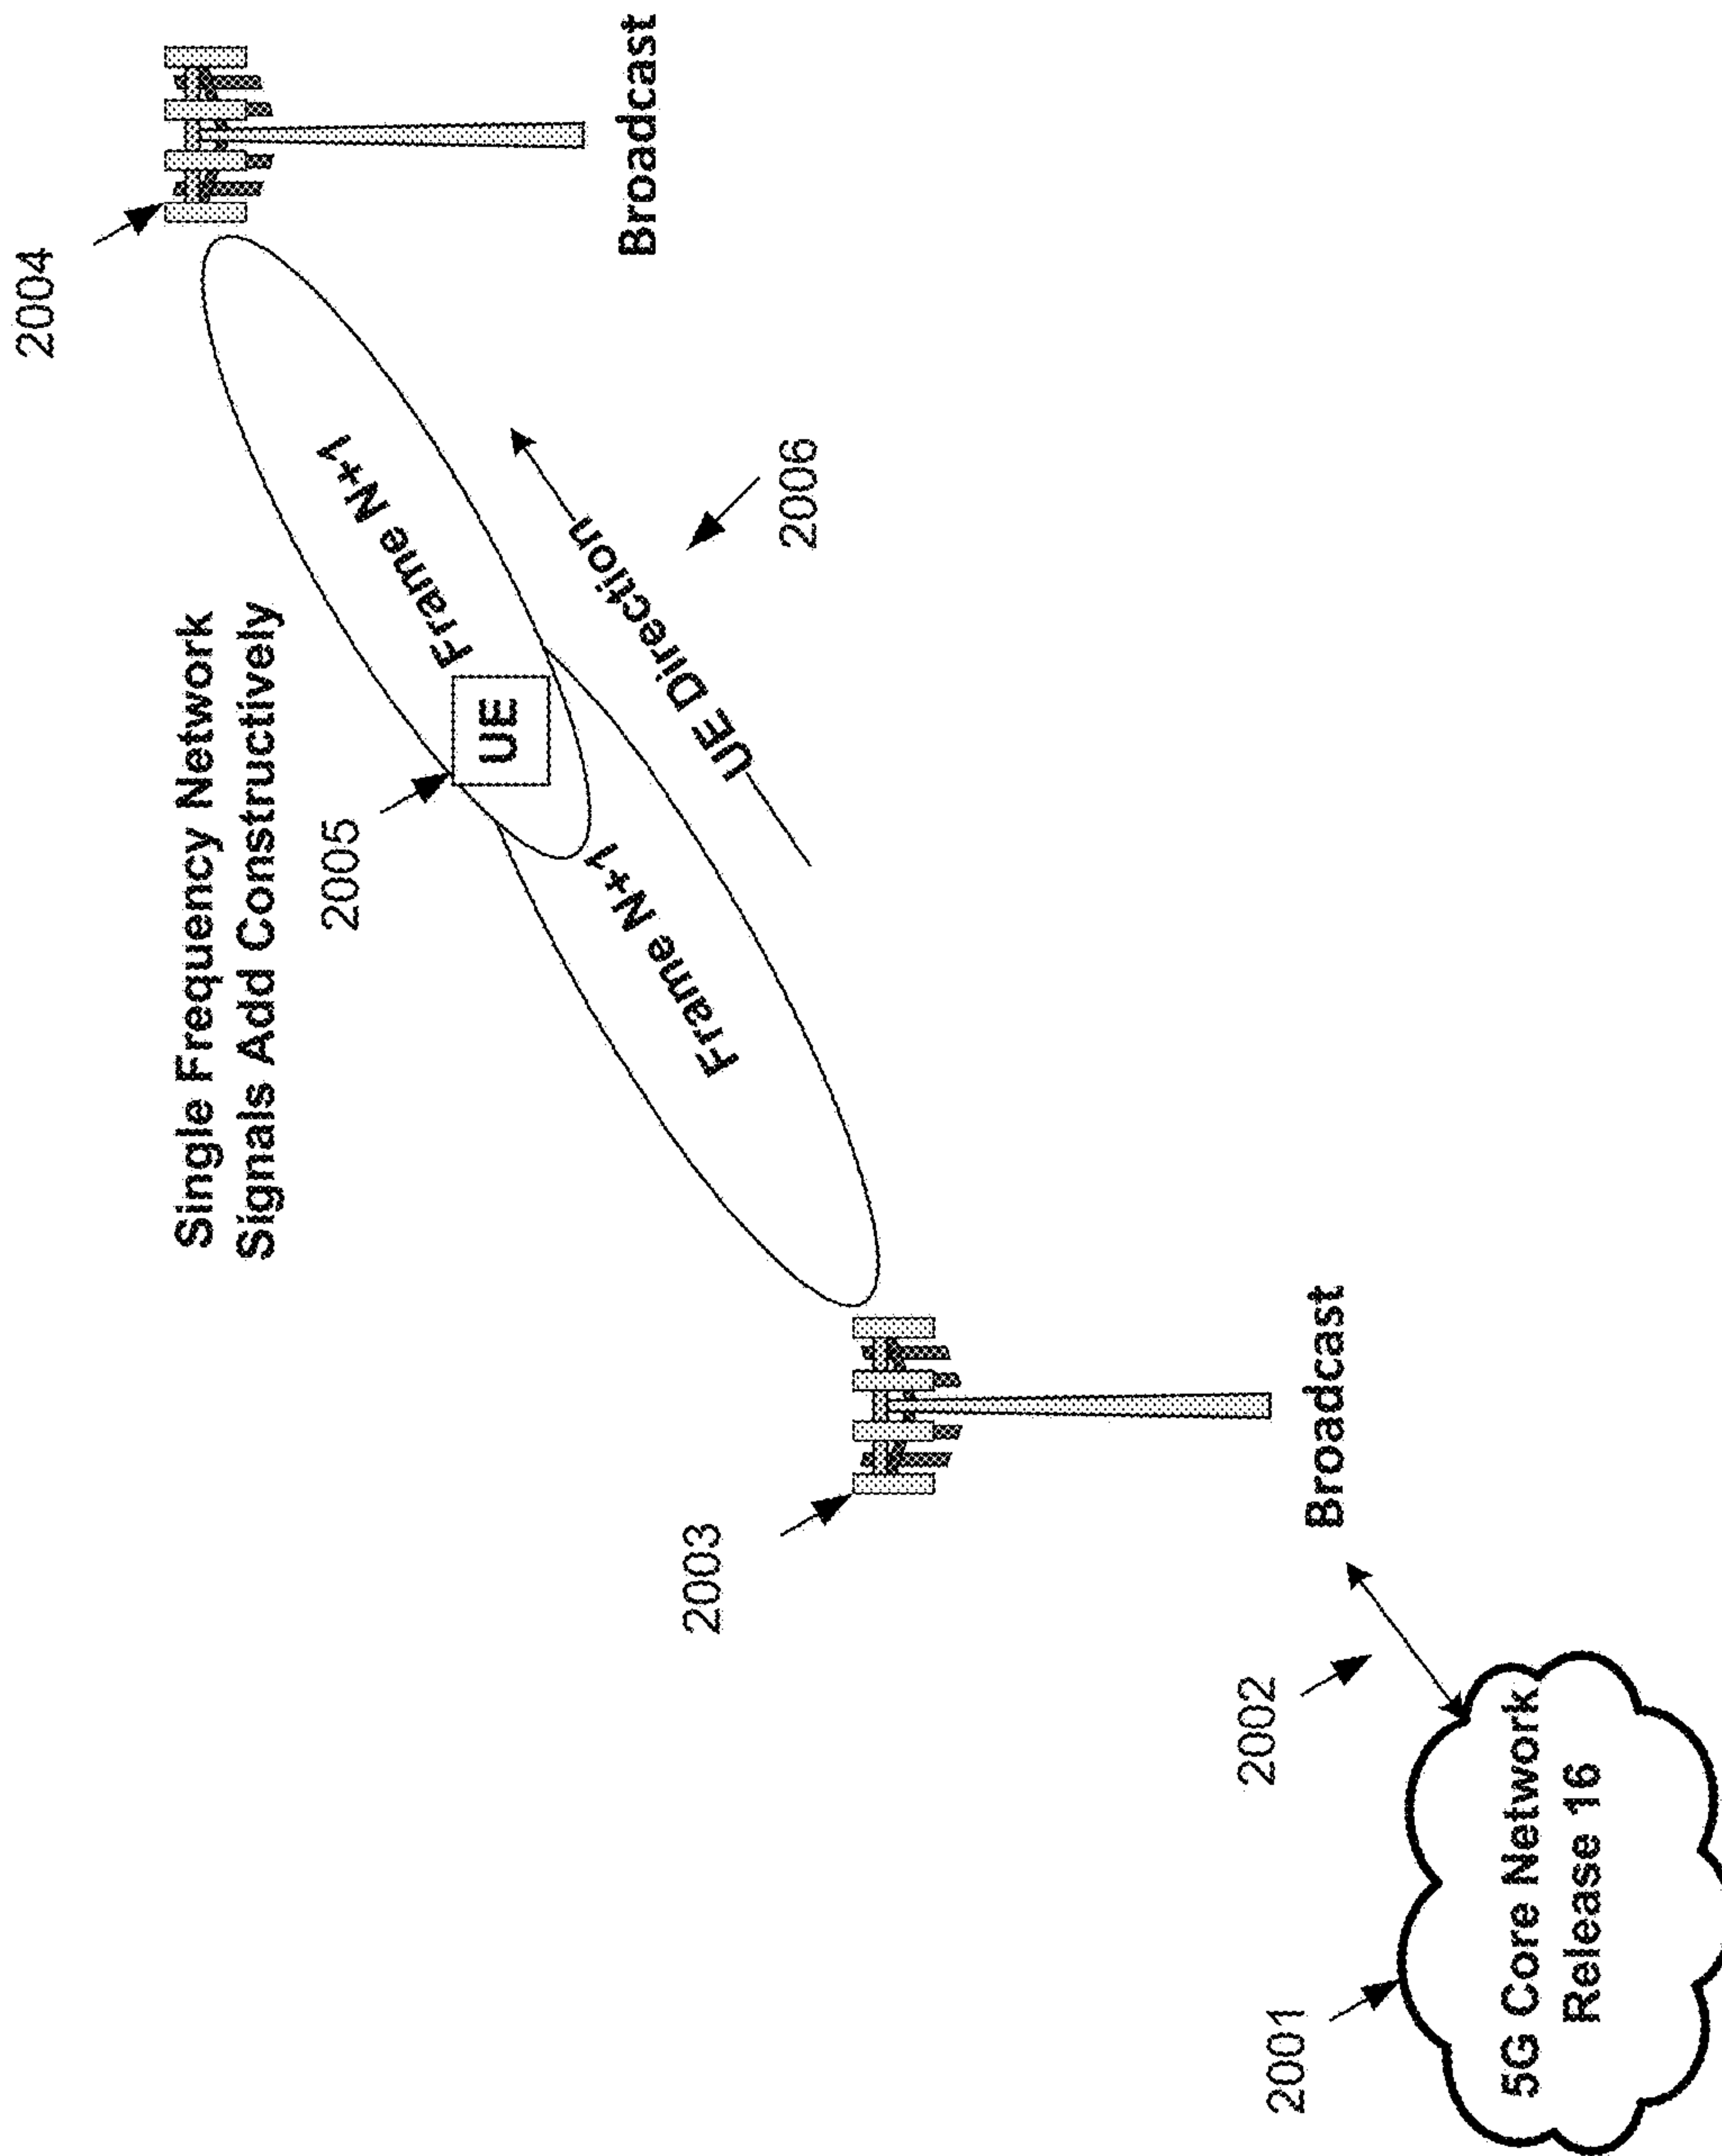 Single Frequency Network
Signals Add Constructively
2004
2005
UE
Frame N+1
Frame N+1
UE Direction
2006
Broadcast
2003
Broadcast
2002
2001
5G Core Network
Release 16